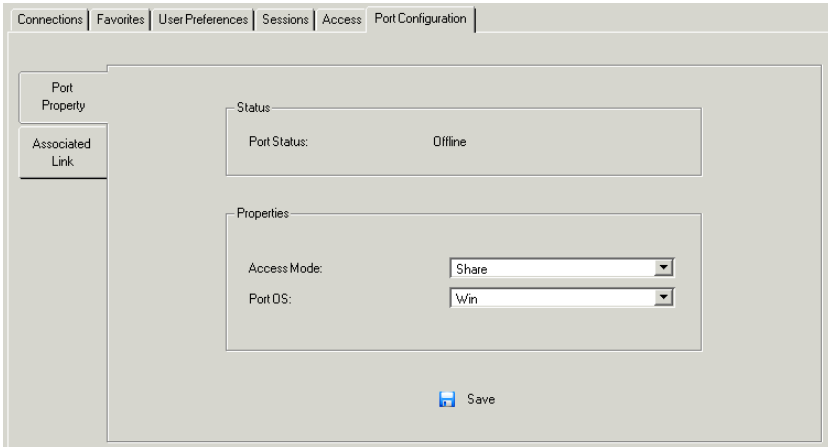 Connections Favorites User Preferences Sessions Access Port Configuration
Port
Property
Associated
Link
Status
Port Status: Offline
Properties
Access Mode: Share
Port OS: Win
Save